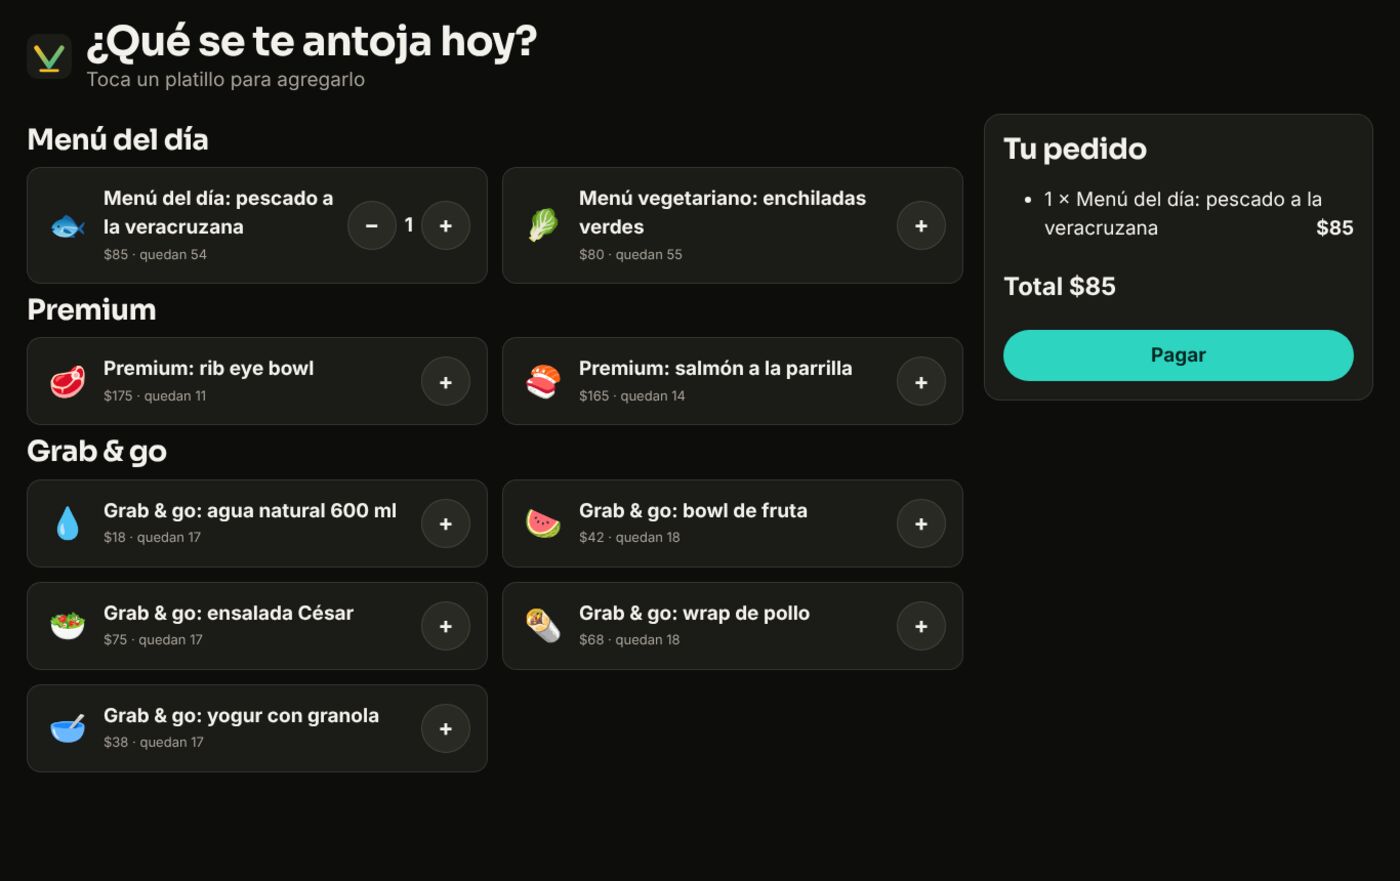 ¿Qué se te antoja hoy?
Toca un platillo para agregarlo
Menú del día
Menú del día: pescado a
la veracruzana
$85 · quedan 54
− 1 +
Menú vegetariano: enchiladas
verdes
$80 · quedan 55
+
Premium
Premium: rib eye bowl
$175 · quedan 11
+
Premium: salmón a la parrilla
$165 · quedan 14
+
Grab & go
Grab & go: agua natural 600 ml
$18 · quedan 17
+
Grab & go: bowl de fruta
$42 · quedan 18
+
Grab & go: ensalada César
$75 · quedan 17
+
Grab & go: wrap de pollo
$68 · quedan 18
+
Grab & go: yogur con granola
$38 · quedan 17
+
Tu pedido
• 1 × Menú del día: pescado a la
veracruzana $85
Total $85
Pagar